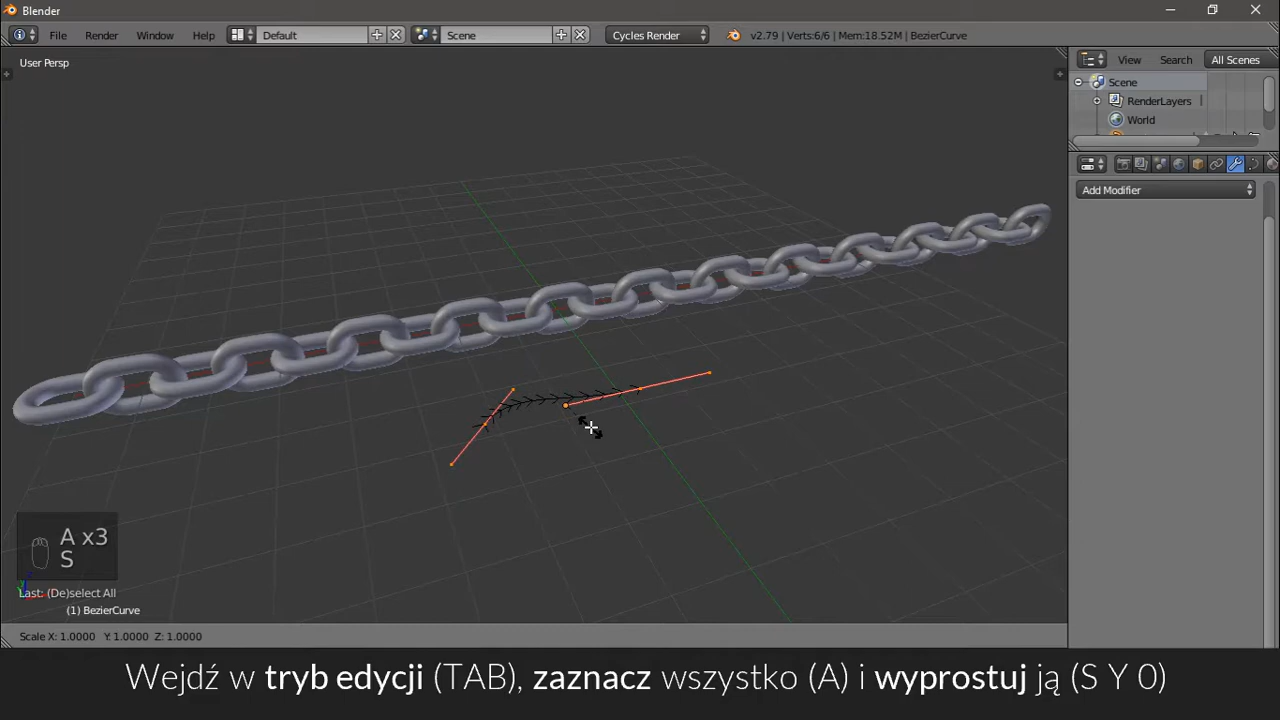 Blender
File Render Window Help Default Scene Cycles Render v2.79 | Verts:6/6 | Mem:18.52M | BezierCurve
User Persp
View Search All Scenes
Scene
RenderLayers
World
Add Modifier
A x3
S
Last: (De)select All
(1) BezierCurve
Scale X: 1.0000 Y: 1.0000 Z: 1.0000
Wejdź w tryb edycji (TAB), zaznacz wszystko (A) i wyprostuj ją (S Y 0)